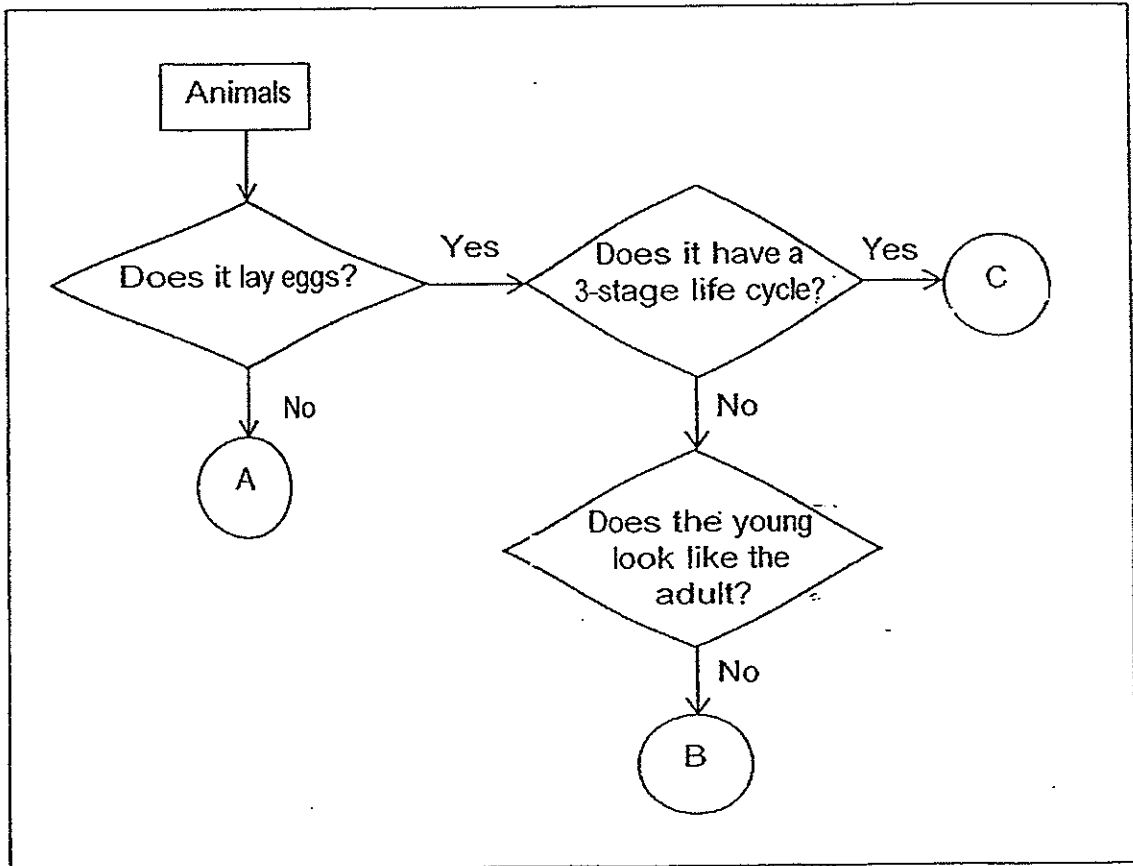 Animals
Does it lay eggs?
Yes
Does it have a
3-stage life cycle?
Yes
C
No
A
No
Does the young
look like the
adult?
No
B